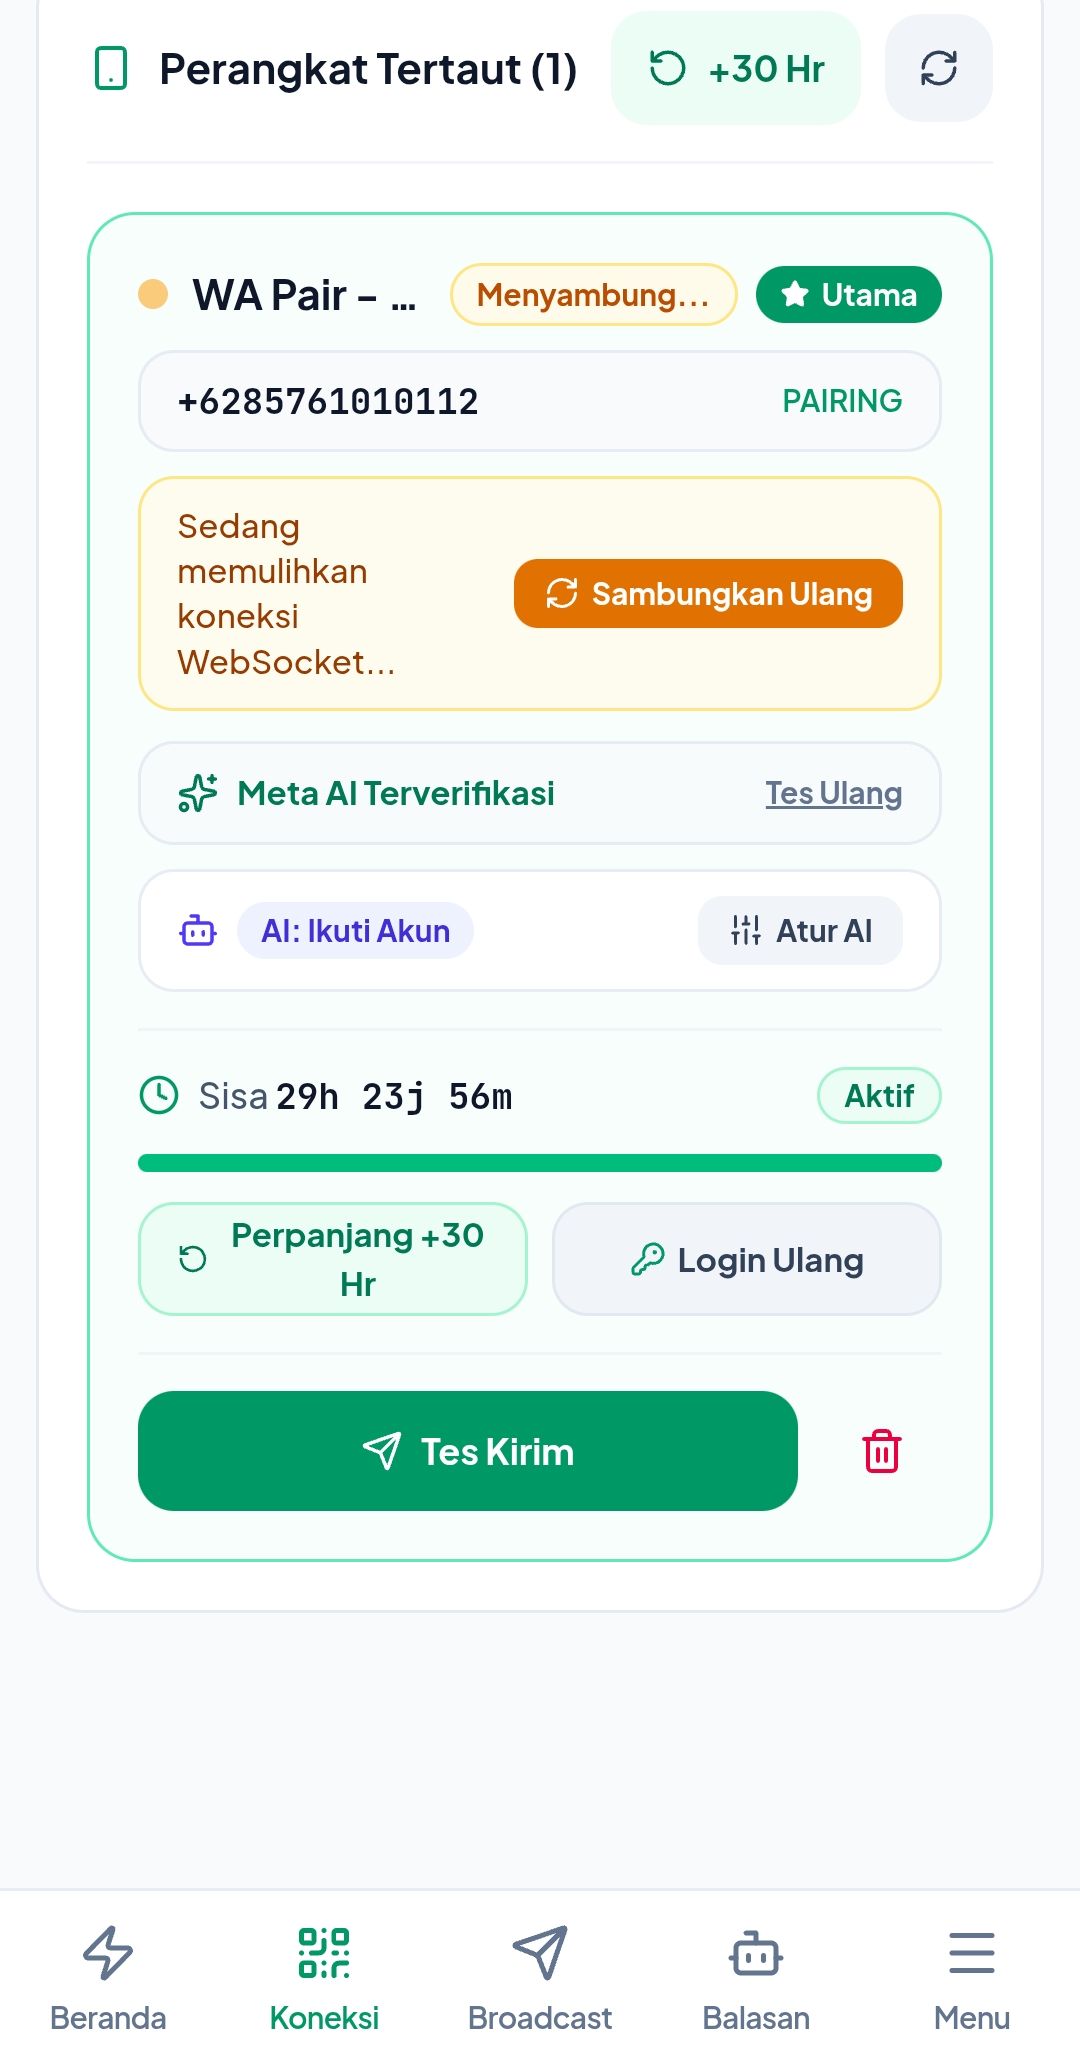 Perangkat Tertaut (1)
+30 Hr
WA Pair – ...
Menyambung...
Utama
+6285761010112
PAIRING
Sedang
memulihkan
koneksi
WebSocket...
Sambungkan Ulang
Meta AI Terverifikasi
Tes Ulang
AI: Ikuti Akun
Atur AI
Sisa 29h 23j 56m
Aktif
Perpanjang +30
Hr
Login Ulang
Tes Kirim
Beranda
Koneksi
Broadcast
Balasan
Menu